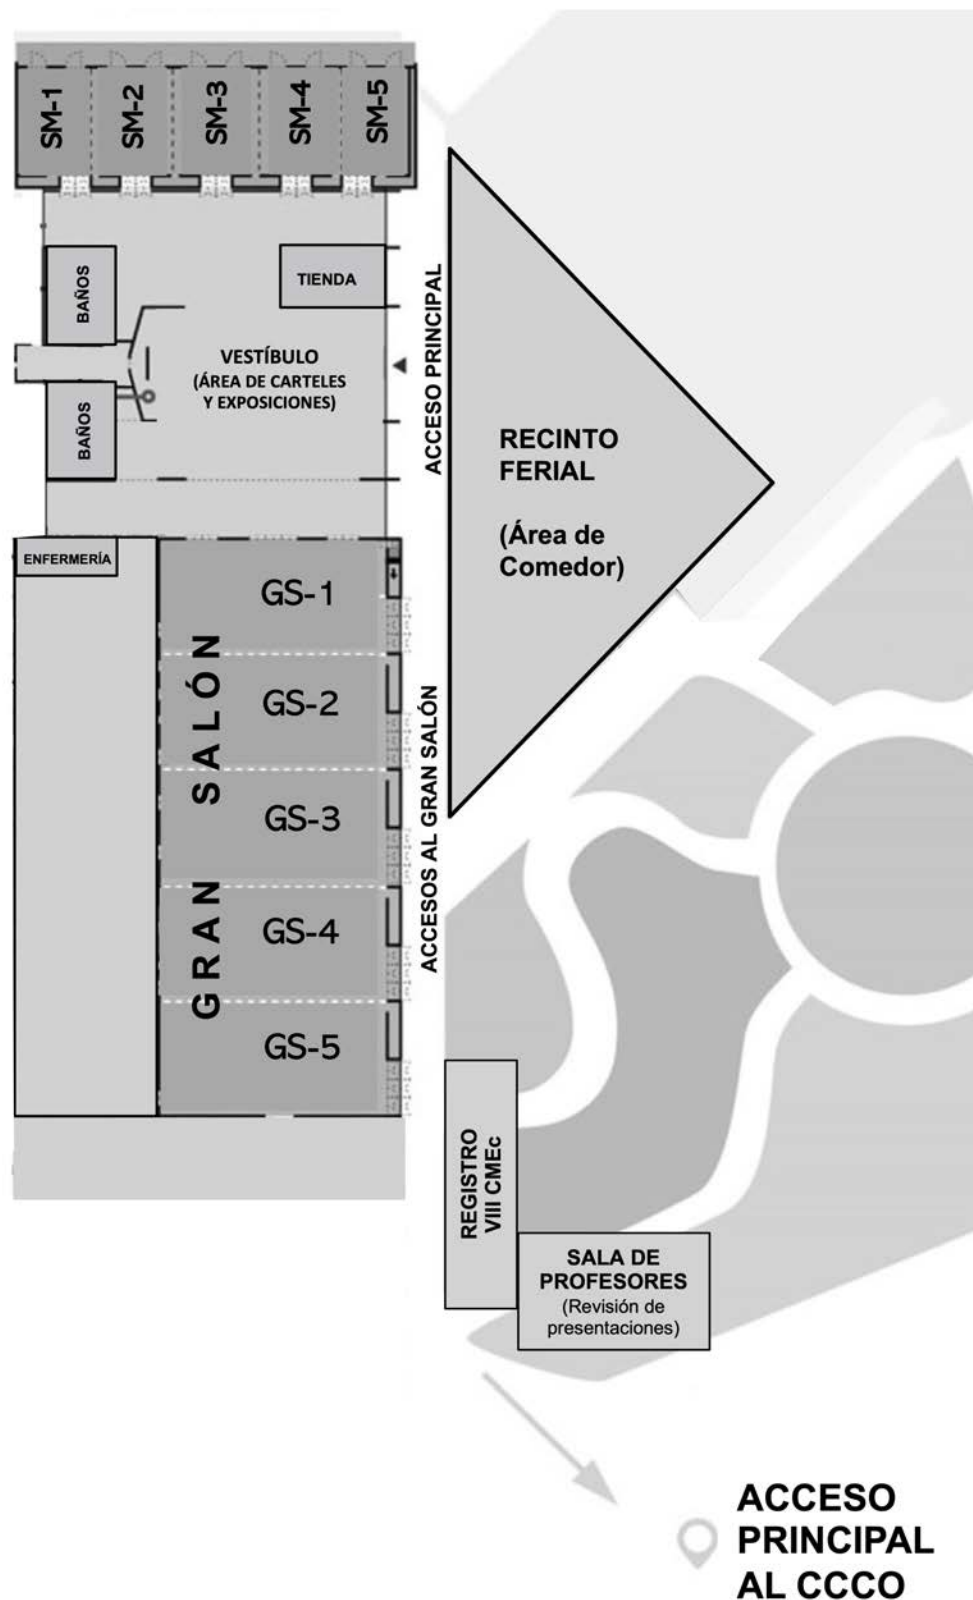 SM-1
SM-2
SM-3
SM-4
SM-5
BAÑOS
TIENDA
VESTÍBULO
(ÁREA DE CARTELES
Y EXPOSICIONES)
BAÑOS
ACCESO PRINCIPAL
RECINTO
FERIAL
(Área de
Comedor)
ENFERMERÍA
GRAN SALÓN
GS-1
GS-2
GS-3
GS-4
GS-5
ACCESOS AL GRAN SALÓN
REGISTRO
VIII CMEc
SALA DE
PROFESORES
(Revisión de
presentaciones)
ACCESO
PRINCIPAL
AL CCCO